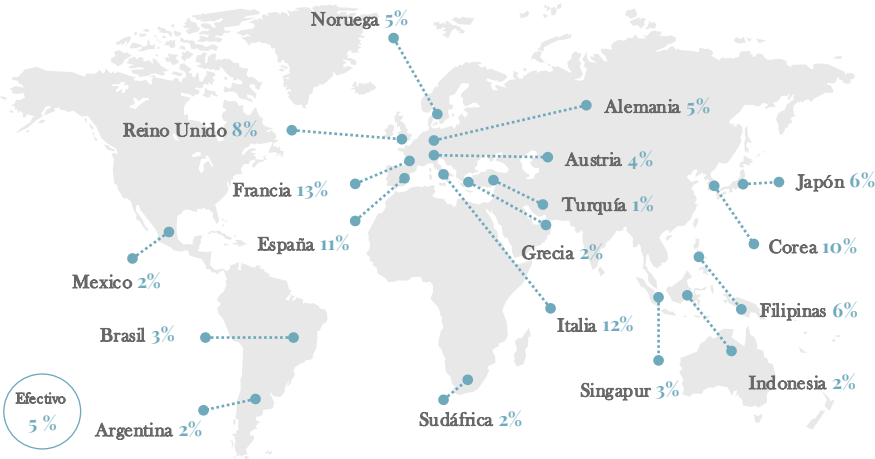 Noruega 5%
Alemania 5%
Reino Unido 8%
Austria 4%
Francia 13%
Japón 6%
Turquía 1%
España 11%
Corea 10%
Grecia 2%
Mexico 2%
Filipinas 6%
Italia 12%
Brasil 3%
Singapur 3%
Indonesia 2%
Efectivo
5 %
Sudáfrica 2%
Argentina 2%